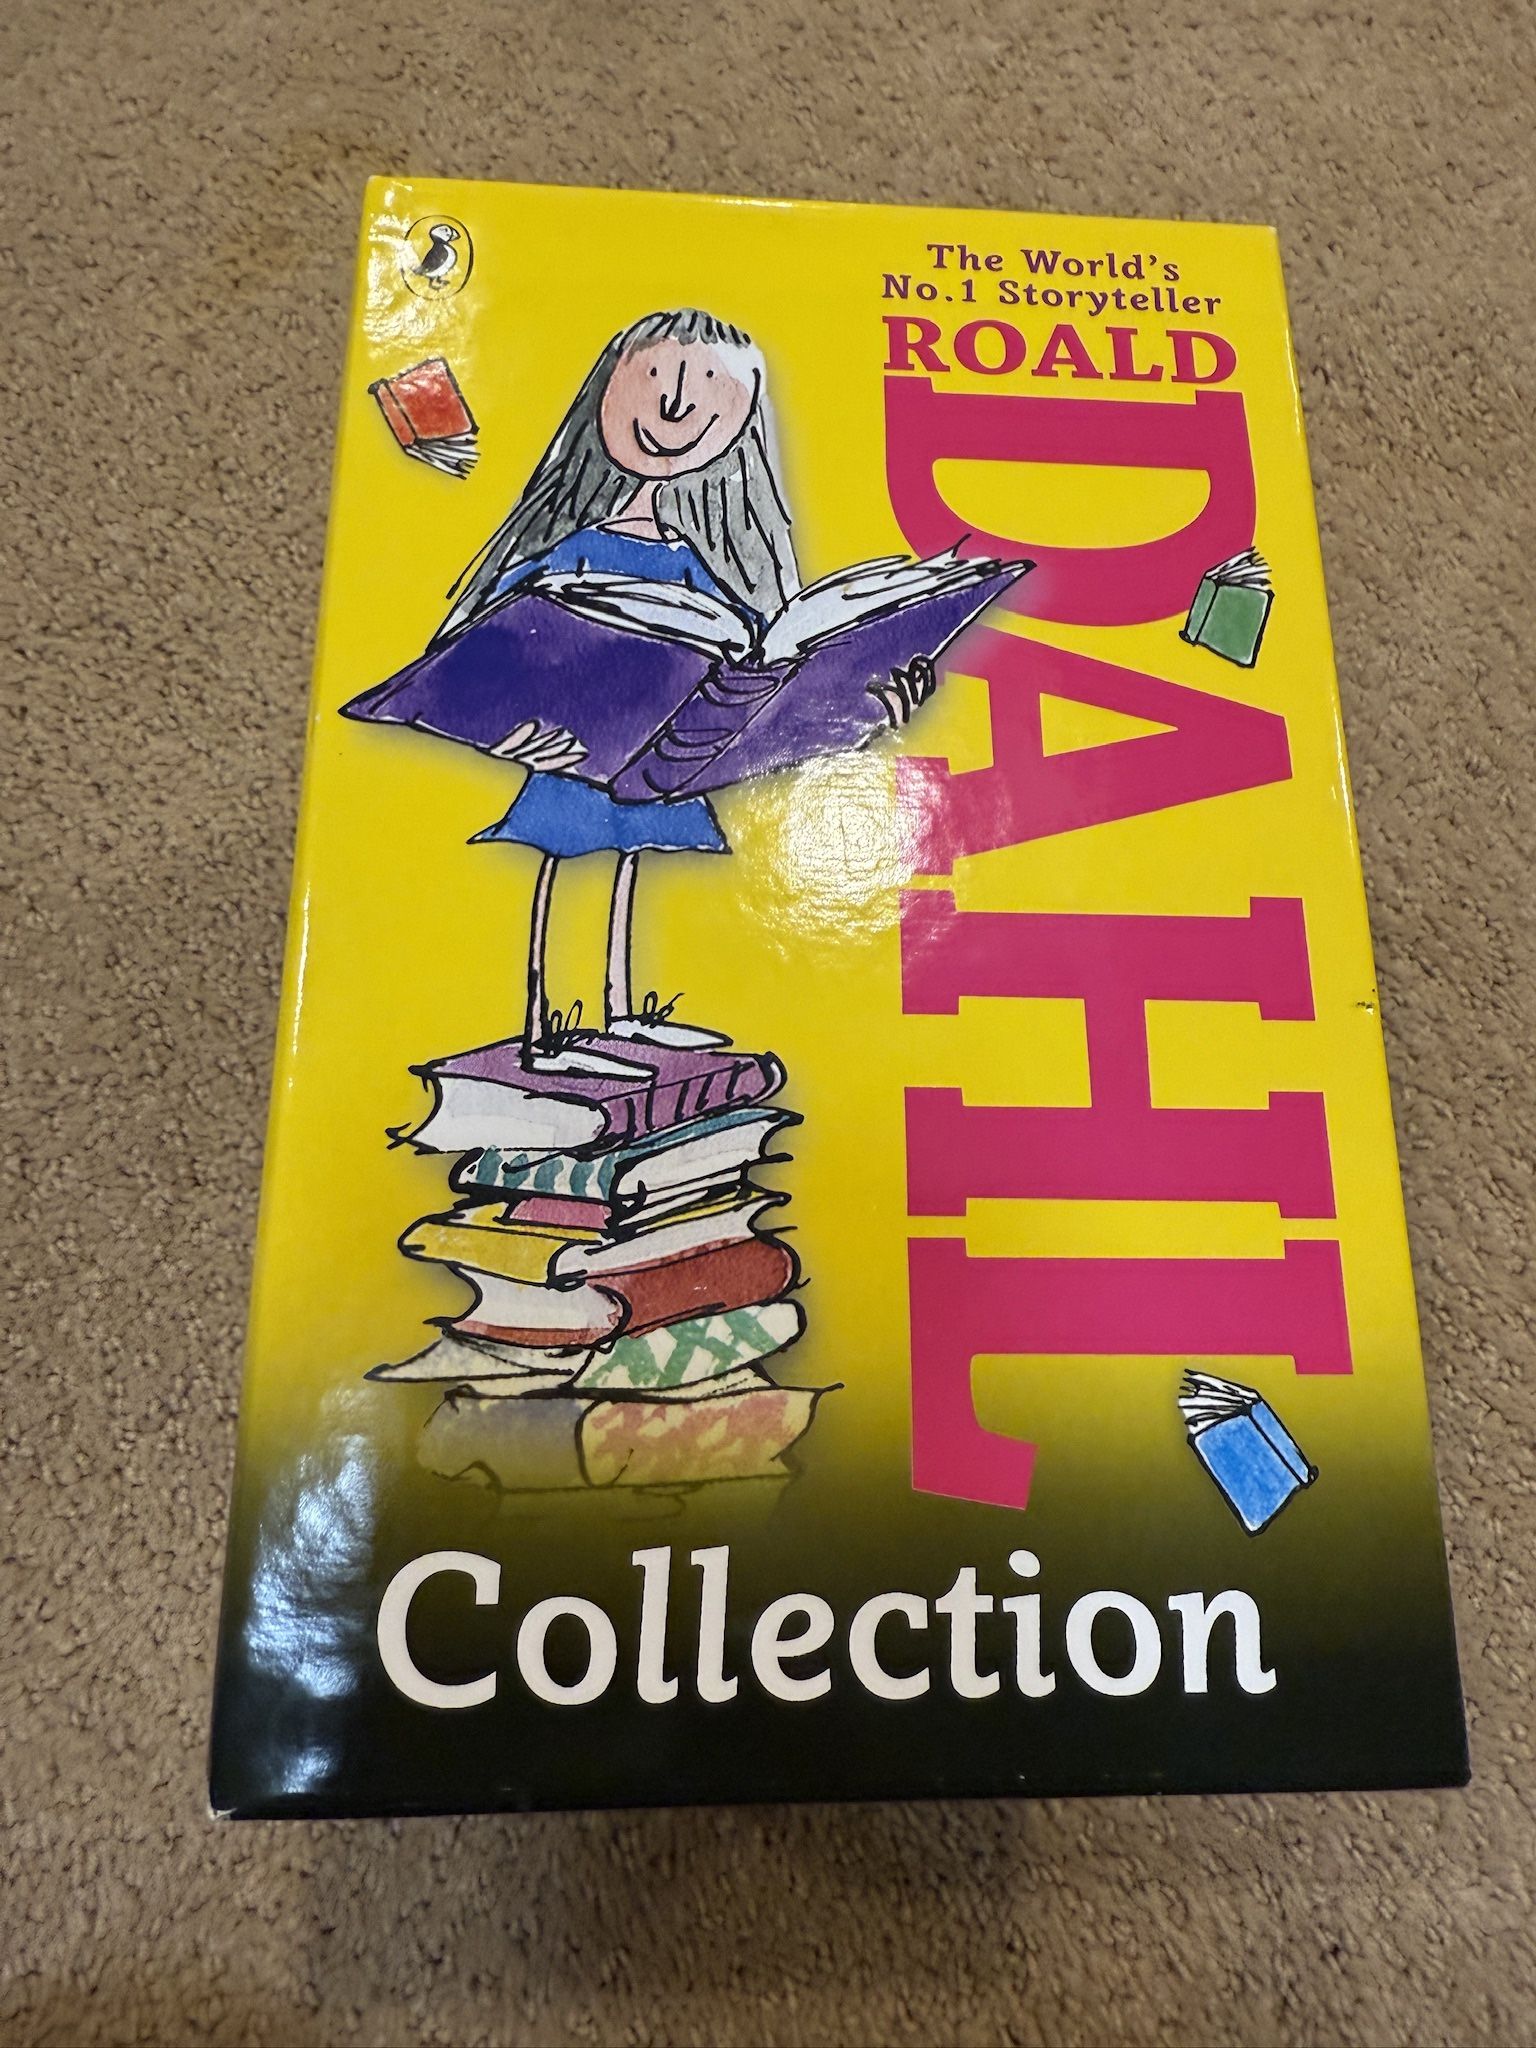 The World's
No.1 Storyteller
ROALD
DAHL
Collection